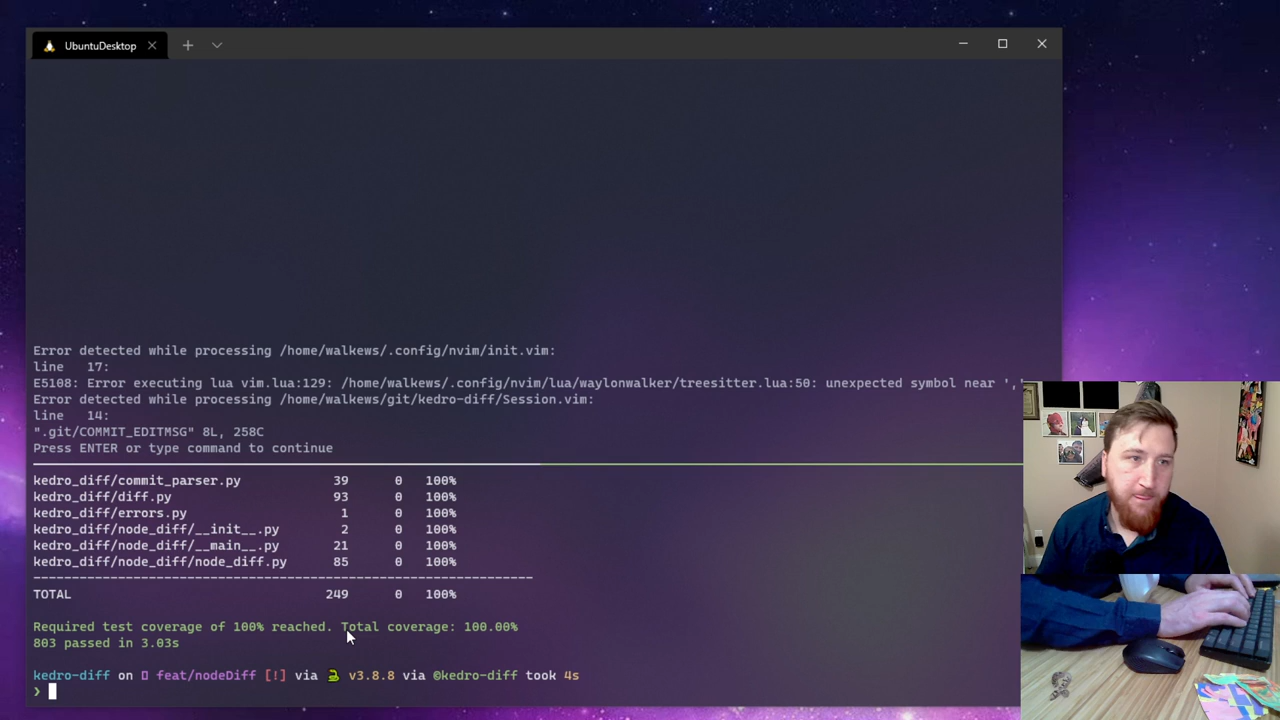 UbuntuDesktop
Error detected while processing /home/walkews/.config/nvim/init.vim:
line   17:
E5108: Error executing lua vim.lua:129: /home/walkews/.config/nvim/lua/waylonwalker/treesitter.lua:50: unexpected symbol near ','
Error detected while processing /home/walkews/git/kedro-diff/Session.vim:
line   14:
".git/COMMIT_EDITMSG" 8L, 258C
Press ENTER or type command to continue
kedro_diff/commit_parser.py            39      0   100%
kedro_diff/diff.py                     93      0   100%
kedro_diff/errors.py                    1      0   100%
kedro_diff/node_diff/__init__.py        2      0   100%
kedro_diff/node_diff/__main__.py       21      0   100%
kedro_diff/node_diff/node_diff.py      85      0   100%
-----------------------------------------------------------------
TOTAL                                 249      0   100%
Required test coverage of 100% reached. Total coverage: 100.00%
803 passed in 3.03s
kedro-diff on feat/nodeDiff [!] via v3.8.8 via @kedro-diff took 4s
❯